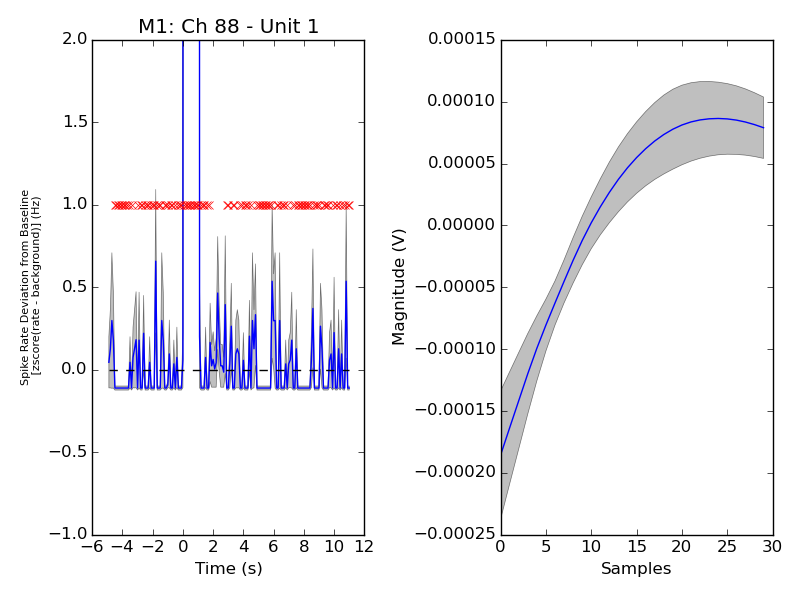 M1: Ch 88 - Unit 1
2.0
1.5
1.0
0.5
0.0
−0.5
−1.0
−6 −4 −2 0 2 4 6 8 10 12
Time (s)
Spike Rate Deviation from Baseline
[zscore(rate - background)] (Hz)
0.00015
0.00010
0.00005
0.00000
−0.00005
−0.00010
−0.00015
−0.00020
−0.00025
0 5 10 15 20 25 30
Samples
Magnitude (V)